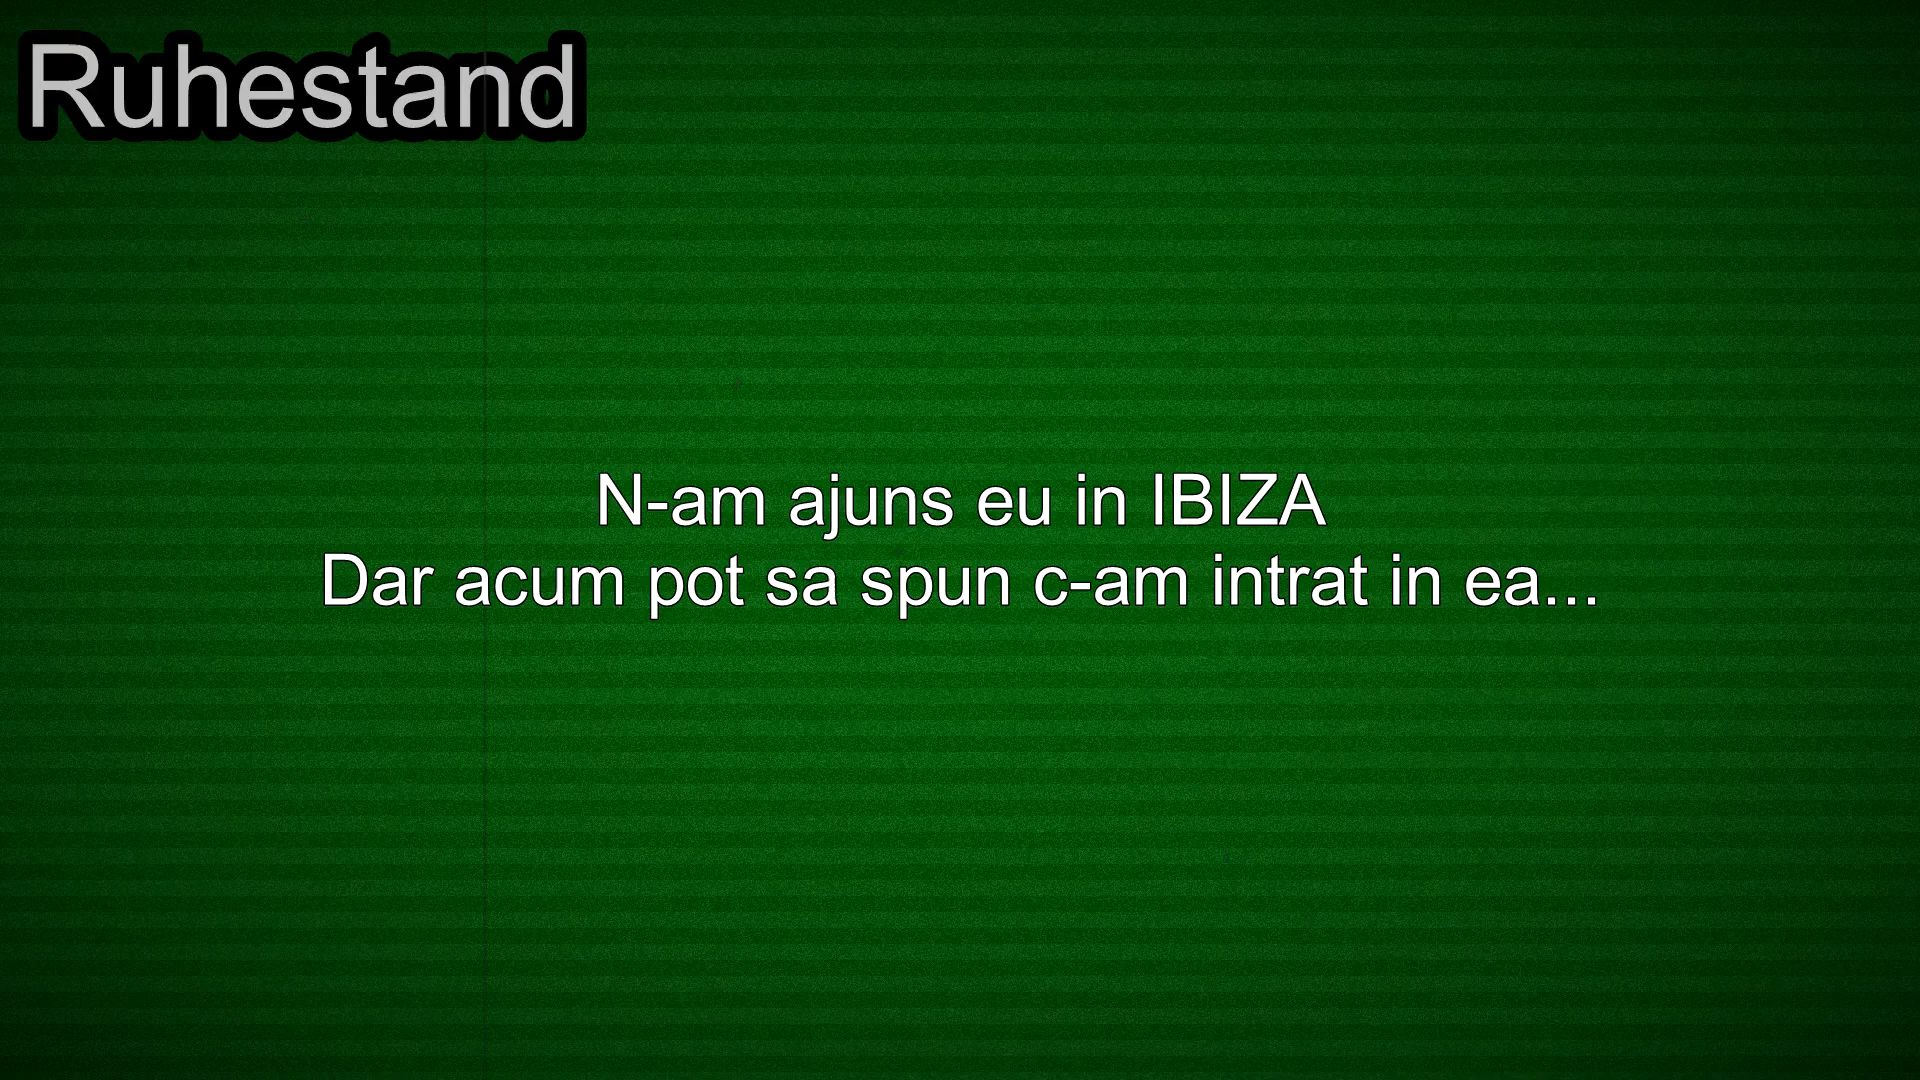 Ruhestand
N-am ajuns eu in IBIZA
Dar acum pot sa spun c-am intrat in ea...